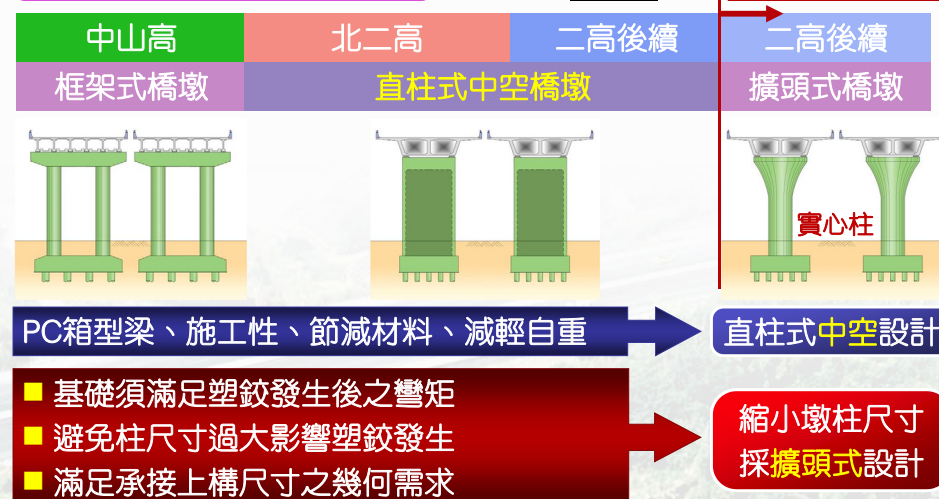 中山高
北二高
二高後續
二高後續
框架式橋墩
直柱式中空橋墩
擴頭式橋墩
實心柱
PC箱型梁、施工性、節減材料、減輕自重
直柱式中空設計
基礎須滿足塑鉸發生後之彎矩
避免柱尺寸過大影響塑鉸發生
滿足承接上構尺寸之幾何需求
縮小墩柱尺寸
採擴頭式設計